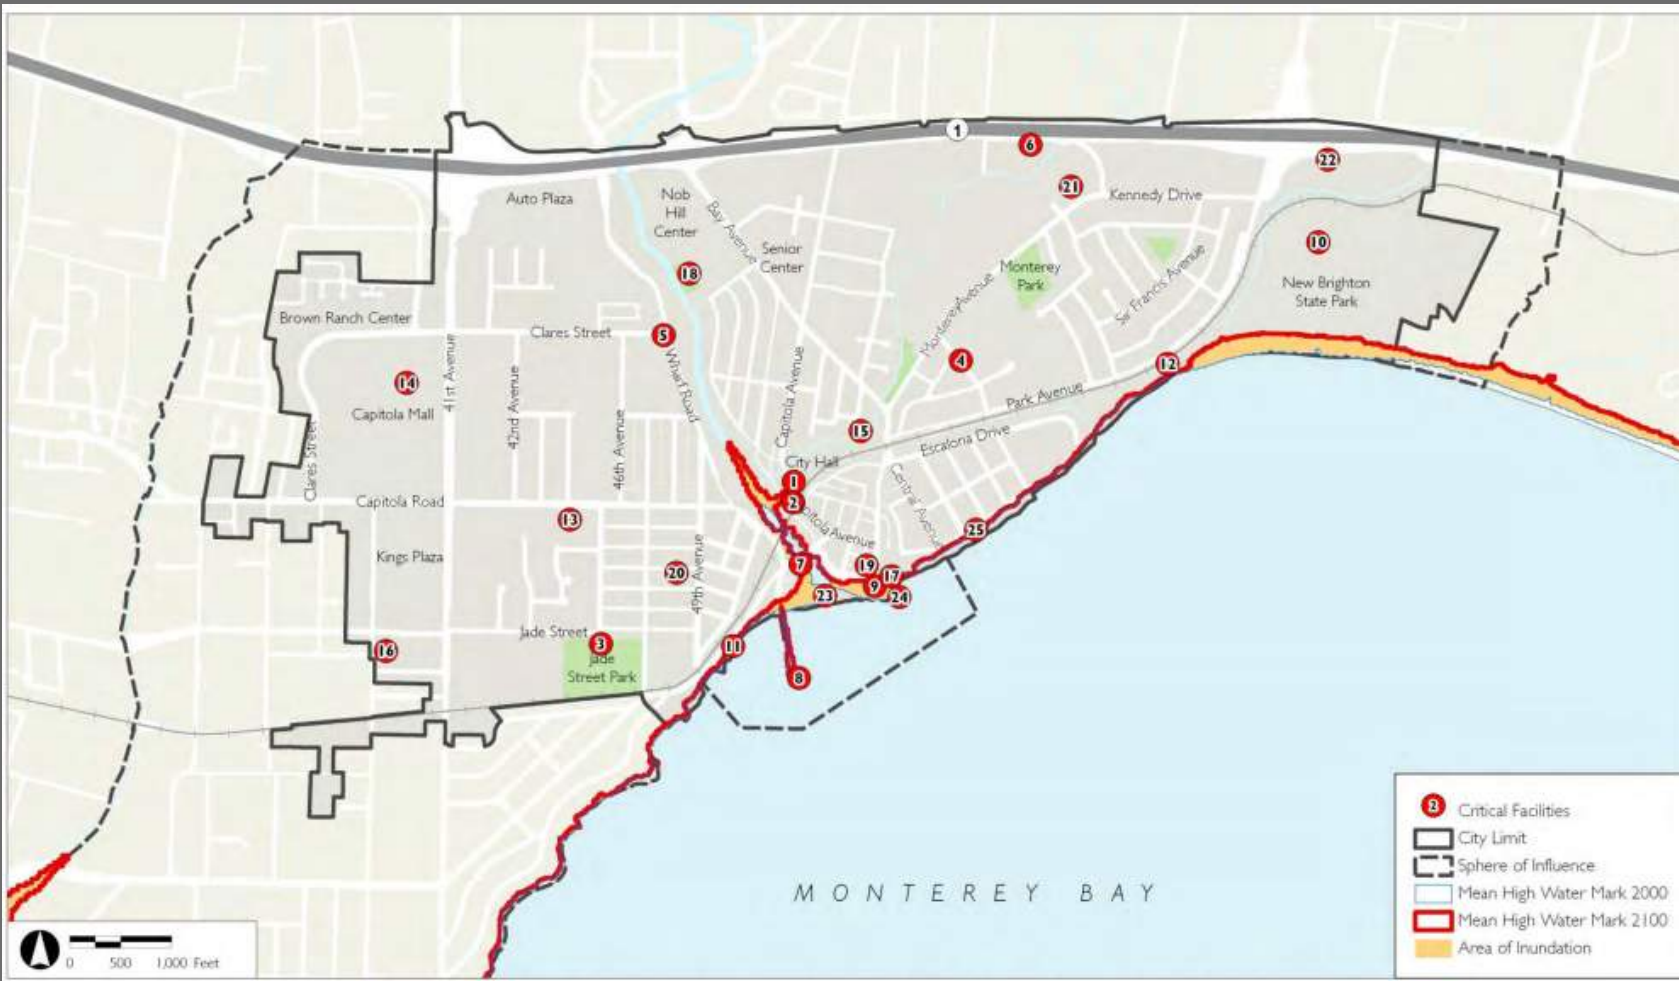 1
6
22
21
Kennedy Drive
Auto Plaza
Nob
Hill
Center
Bay Avenue
Senior
Center
10
Monterey
Park
New Brighton
State Park
Monterey Avenue
Sir Francis Avenue
18
Brown Ranch Center
Clares Street
5
Wharf Road
41st Avenue
42nd Avenue
46th Avenue
Capitola Avenue
4
12
14
Capitola Mall
Park Avenue
15
Escalona Drive
Clares Street
City Hall
1
2
Central Avenue
Capitola Road
13
Capitola Avenue
25
Kings Plaza
20
49th Avenue
7
19
17
9
23
24
Jade Street
3
Jade
Street Park
16
11
8
MONTEREY BAY
2 Critical Facilities
City Limit
Sphere of Influence
Mean High Water Mark 2000
Mean High Water Mark 2100
Area of Inundation
0 500 1,000 Feet